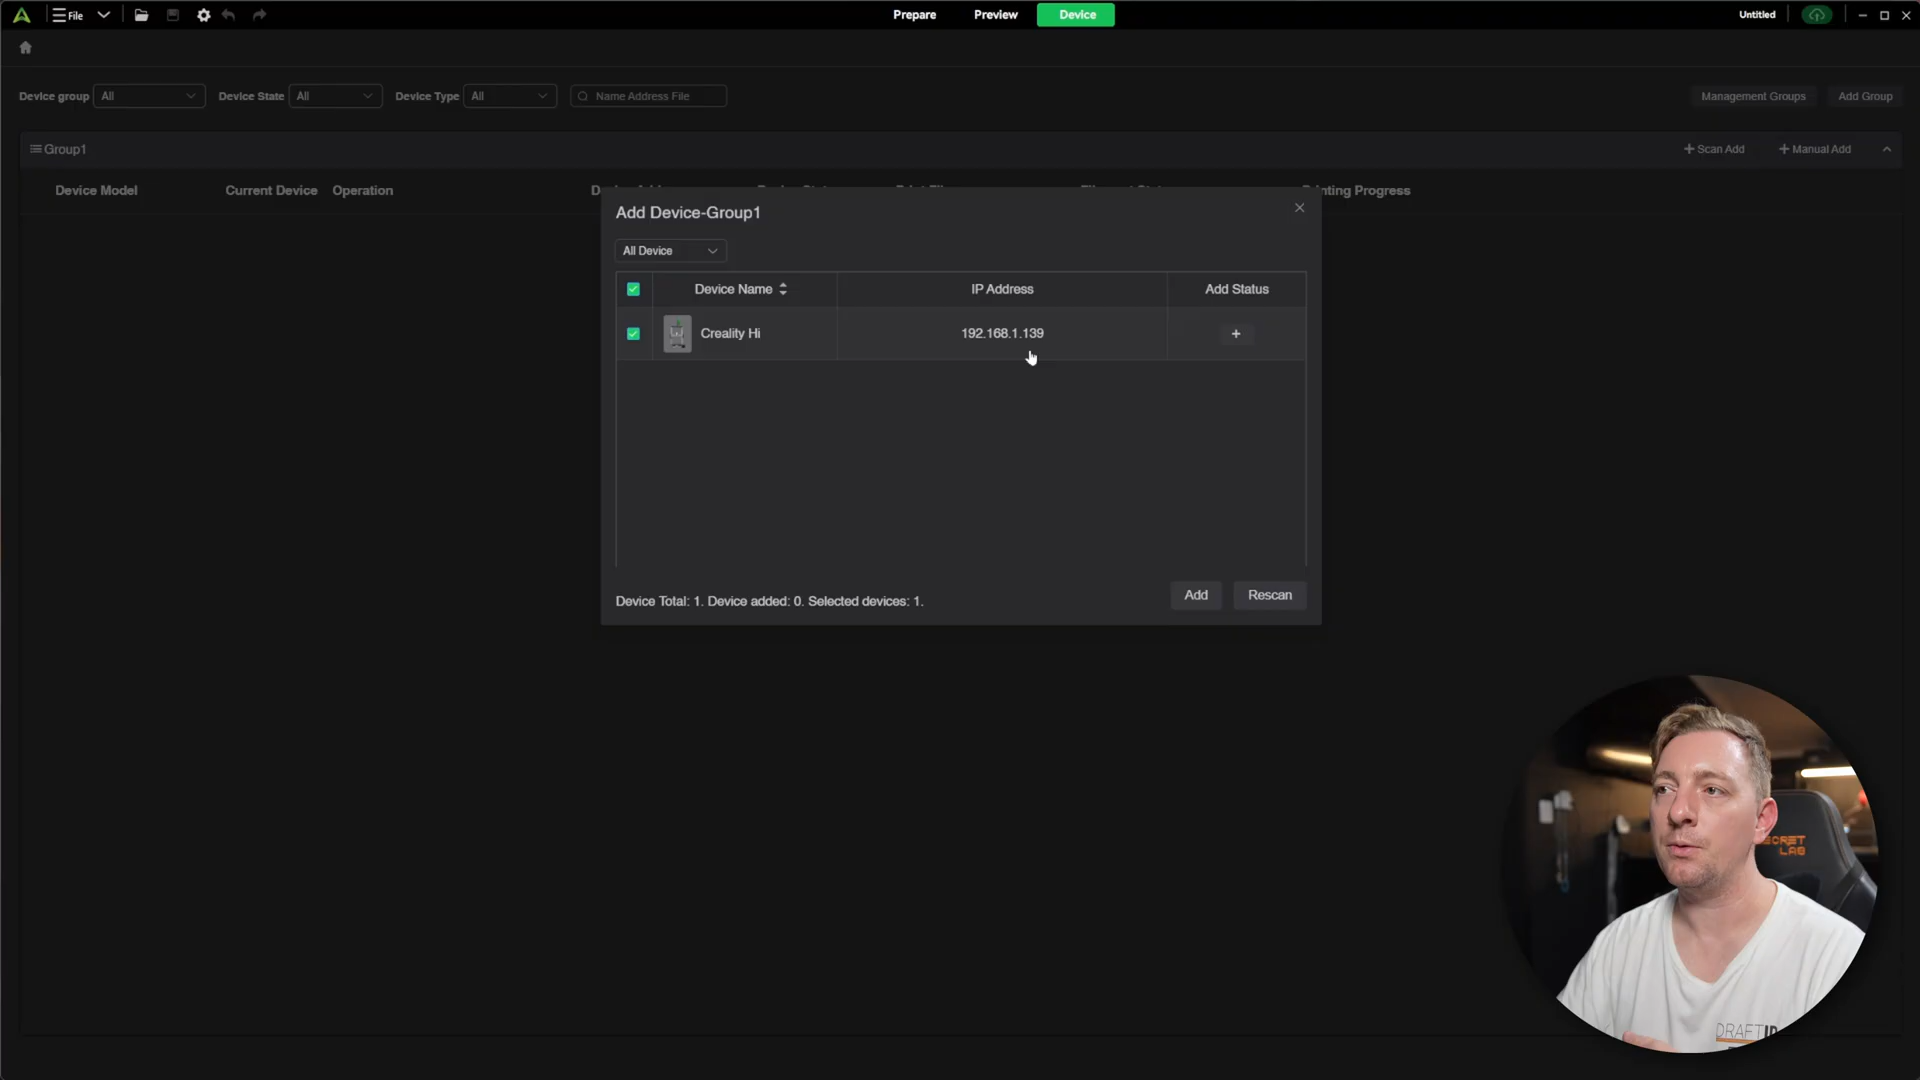 File
Prepare
Preview
Device
Untitled
Device group
All
Device State
All
Device Type
All
Name Address File
Management Groups
Add Group
Group1
Scan Add
Manual Add
Device Model
Current Device
Operation
Printing Progress
Add Device-Group1
All Device
Device Name
IP Address
Add Status
Creality Hi
192.168.1.139
+
Device Total: 1. Device added: 0. Selected devices: 1.
Add
Rescan
LAB